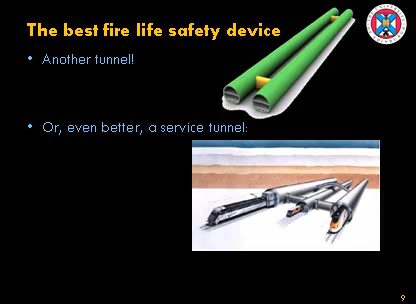 The best fire life safety device
• Another tunnel!
• Or, even better, a service tunnel:
9